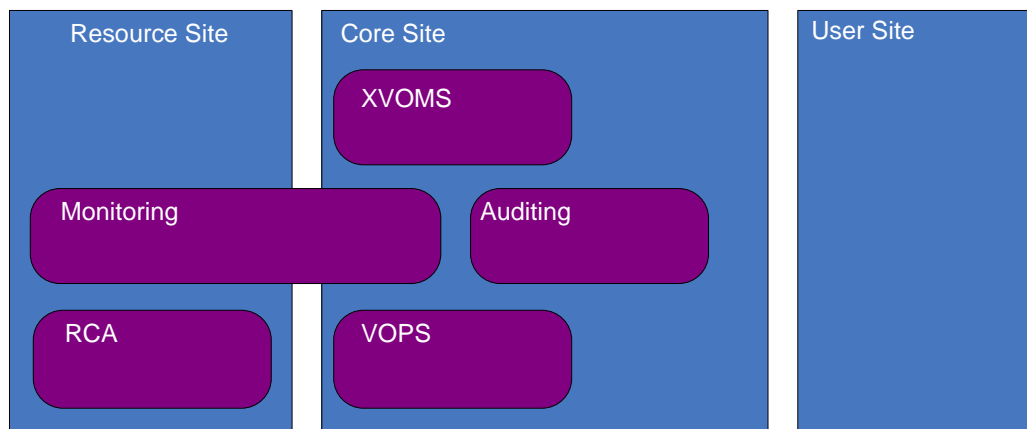 Resource Site
Core Site
User Site
XVOMS
Monitoring
Auditing
RCA
VOPS